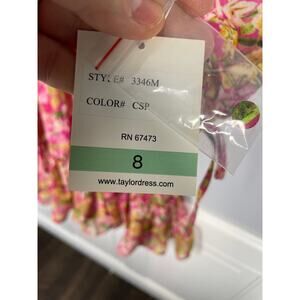 STYLE# 3346M
COLOR# CSP
RN 67473
8
www.taylordress.com